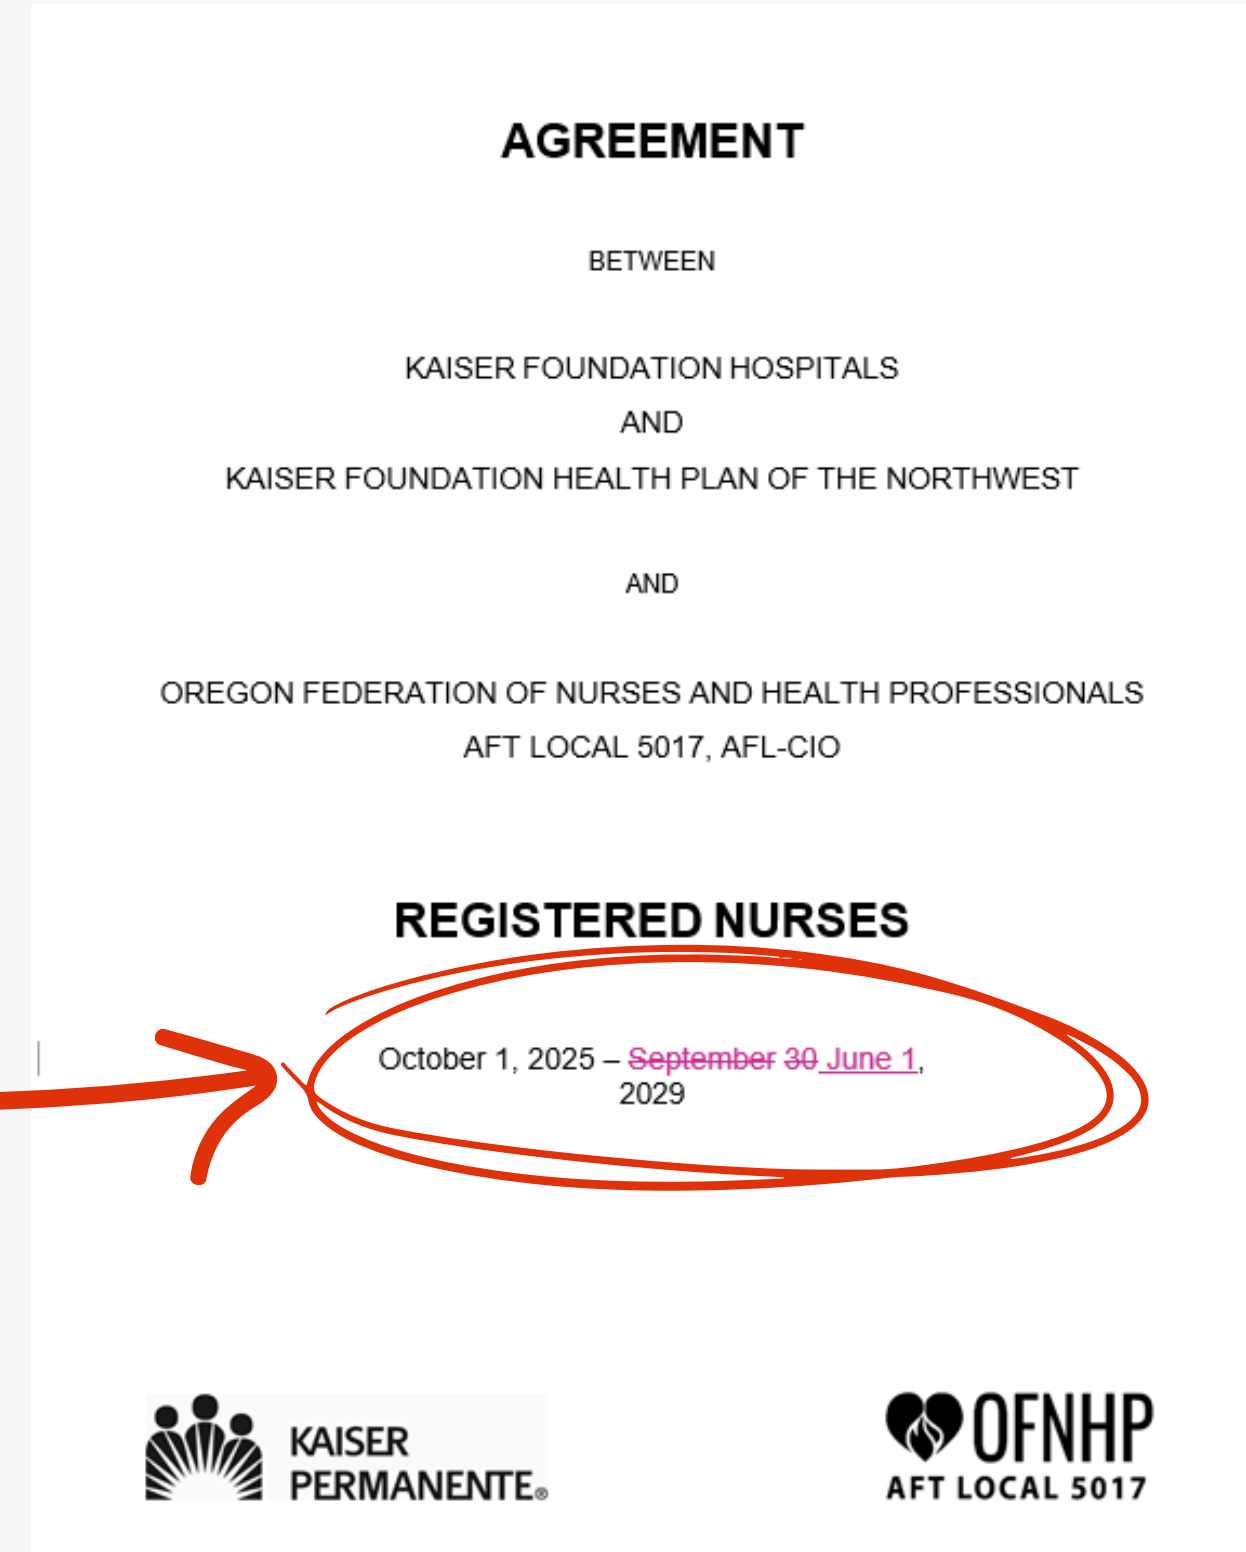 AGREEMENT
BETWEEN
KAISER FOUNDATION HOSPITALS
AND
KAISER FOUNDATION HEALTH PLAN OF THE NORTHWEST
AND
OREGON FEDERATION OF NURSES AND HEALTH PROFESSIONALS
AFT LOCAL 5017, AFL-CIO
REGISTERED NURSES
October 1, 2025 – September 30 June 1,
2029
KAISER
PERMANENTE®
OFNHP
AFT LOCAL 5017